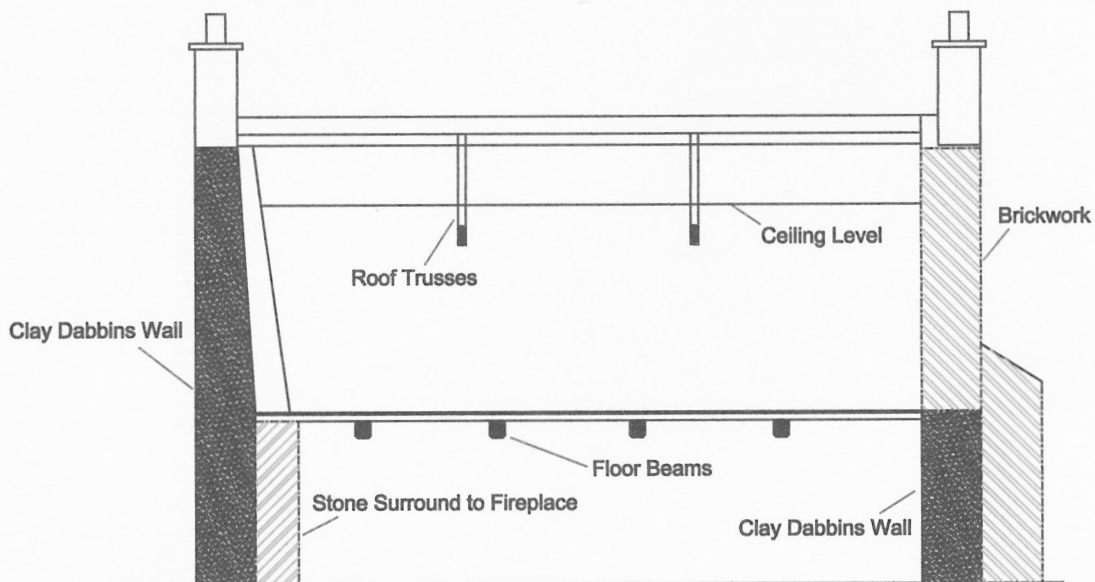 Ceiling Level
Brickwork
Roof Trusses
Clay Dabbins Wall
Floor Beams
Stone Surround to Fireplace
Clay Dabbins Wall